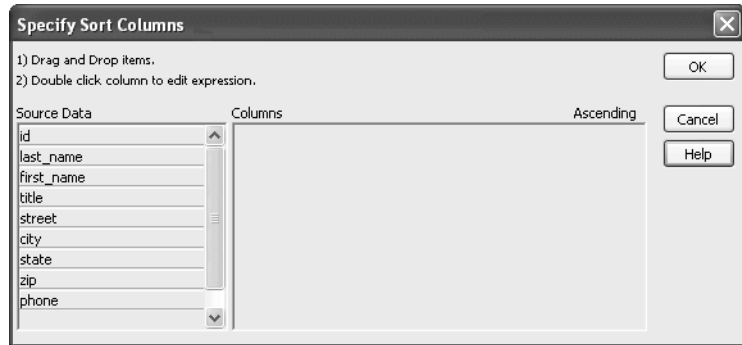 Specify Sort Columns
1) Drag and Drop items.
2) Double click column to edit expression.
OK
Source Data Columns Ascending
Cancel
Help
id
last_name
first_name
title
street
city
state
zip
phone